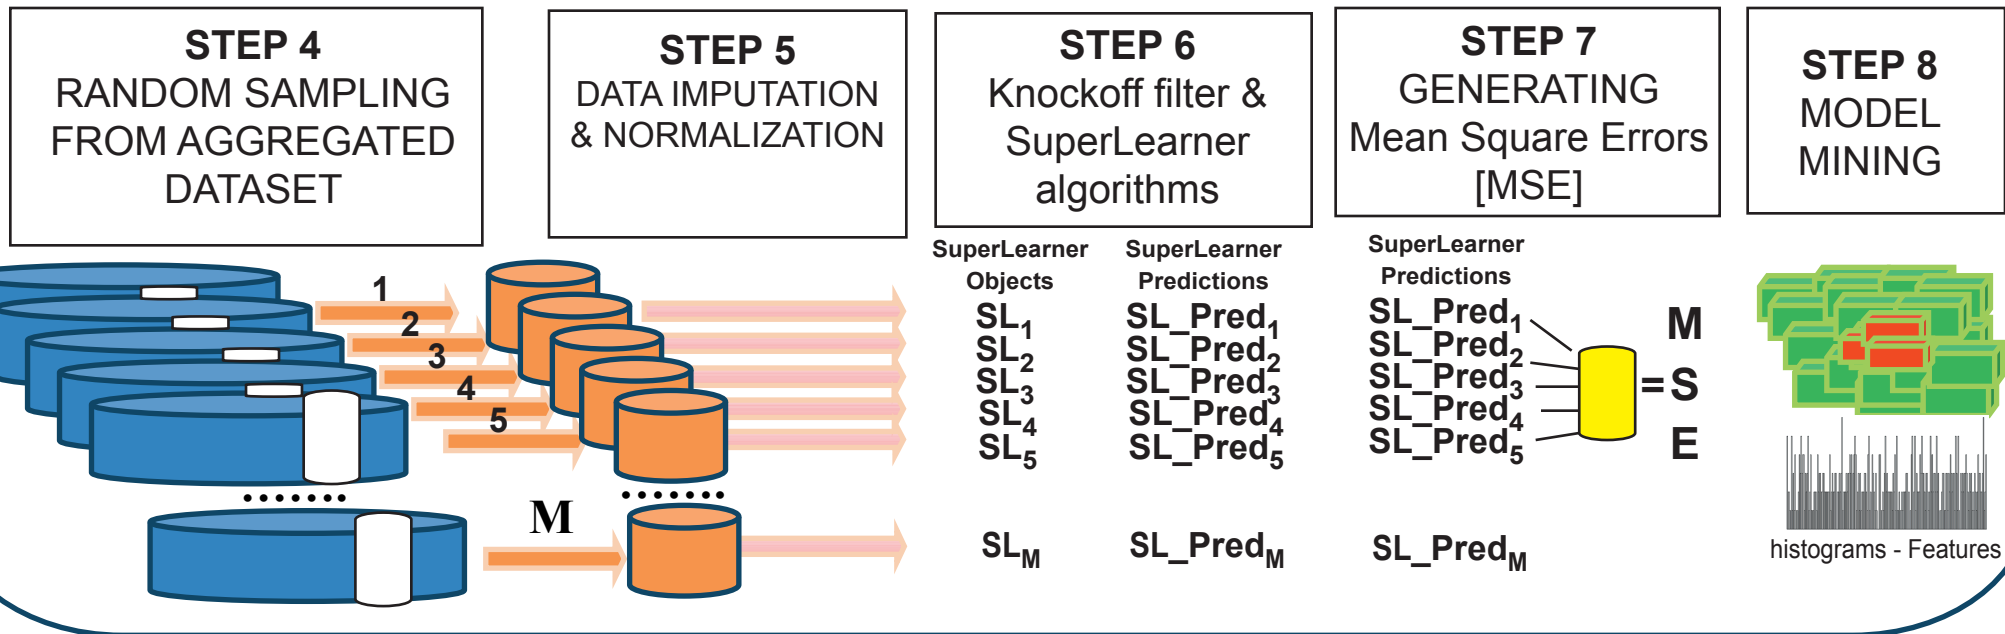 STEP 4
RANDOM SAMPLING
FROM AGGREGATED
DATASET
STEP 5
DATA IMPUTATION
& NORMALIZATION
STEP 6
Knockoff filter &
SuperLearner
algorithms
STEP 7
GENERATING
Mean Square Errors
[MSE]
STEP 8
MODEL
MINING
1
2
3
4
5
M
SuperLearner
Objects
SL1
SL2
SL3
SL4
SL5
SLM
SuperLearner
Predictions
SL_Pred1
SL_Pred2
SL_Pred3
SL_Pred4
SL_Pred5
SL_PredM
SuperLearner
Predictions
SL_Pred1
SL_Pred2
SL_Pred3
SL_Pred4
SL_Pred5
SL_PredM
=
M
S
E
histograms - Features